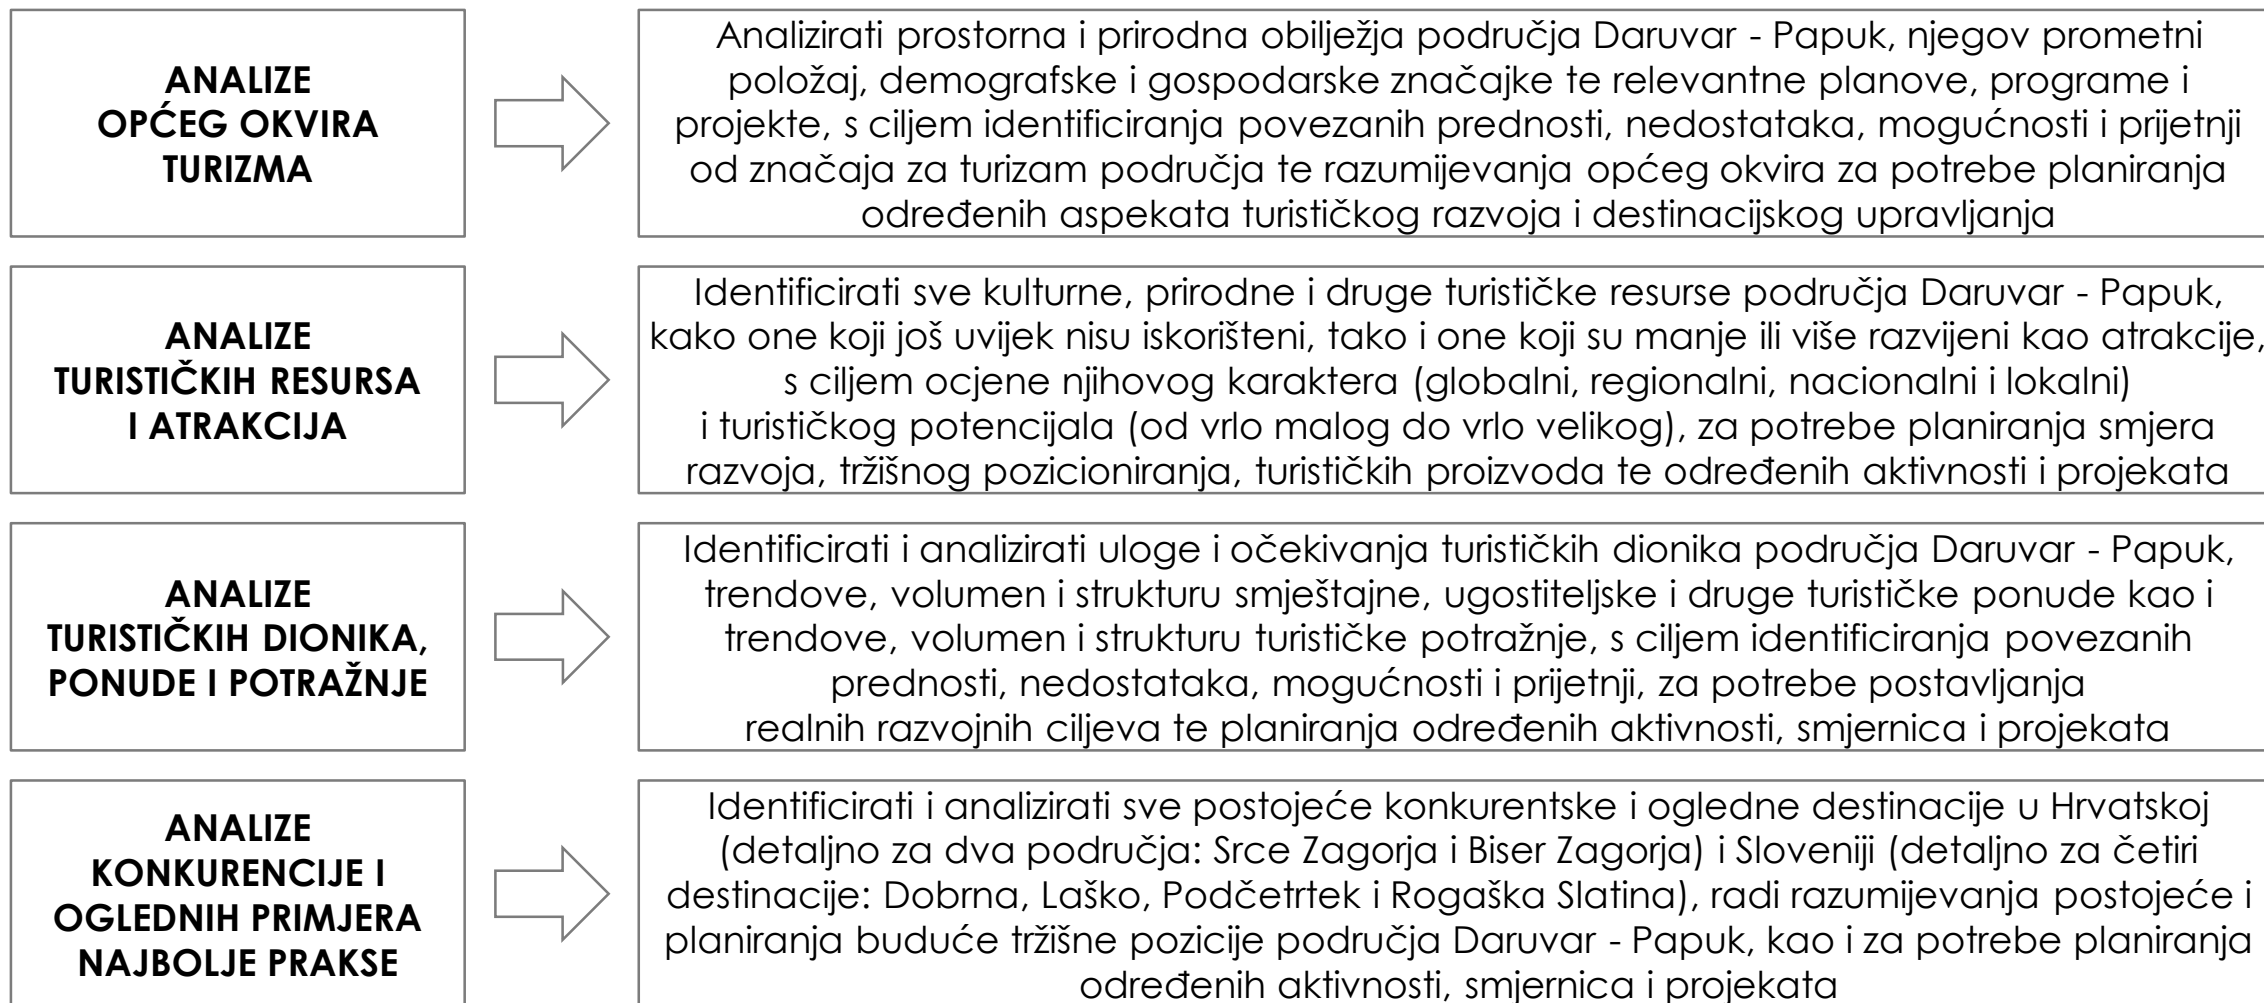 ANALIZE
OPĆEG OKVIRA
TURIZMA
Analizirati prostorna i prirodna obilježja područja Daruvar - Papuk, njegov prometni
položaj, demografske i gospodarske značajke te relevantne planove, programe i
projekte, s ciljem identificiranja povezanih prednosti, nedostataka, mogućnosti i prijetnji
od značaja za turizam područja te razumijevanja općeg okvira za potrebe planiranja
određenih aspekata turističkog razvoja i destinacijskog upravljanja
ANALIZE
TURISTIČKIH RESURSA
I ATRAKCIJA
Identificirati sve kulturne, prirodne i druge turističke resurse područja Daruvar - Papuk,
kako one koji još uvijek nisu iskorišteni, tako i one koji su manje ili više razvijeni kao atrakcije,
s ciljem ocjene njihovog karaktera (globalni, regionalni, nacionalni i lokalni)
i turističkog potencijala (od vrlo malog do vrlo velikog), za potrebe planiranja smjera
razvoja, tržišnog pozicioniranja, turističkih proizvoda te određenih aktivnosti i projekata
ANALIZE
TURISTIČKIH DIONIKA,
PONUDE I POTRAŽNJE
Identificirati i analizirati uloge i očekivanja turističkih dionika područja Daruvar - Papuk,
trendove, volumen i strukturu smještajne, ugostiteljske i druge turističke ponude kao i
trendove, volumen i strukturu turističke potražnje, s ciljem identificiranja povezanih
prednosti, nedostataka, mogućnosti i prijetnji, za potrebe postavljanja
realnih razvojnih ciljeva te planiranja određenih aktivnosti, smjernica i projekata
ANALIZE
KONKURENCIJE I
OGLEDNIH PRIMJERA
NAJBOLJE PRAKSE
Identificirati i analizirati sve postojeće konkurentske i ogledne destinacije u Hrvatskoj
(detaljno za dva područja: Srce Zagorja i Biser Zagorja) i Sloveniji (detaljno za četiri
destinacije: Dobrna, Laško, Podčetrtek i Rogaška Slatina), radi razumijevanja postojeće i
planiranja buduće tržišne pozicije područja Daruvar - Papuk, kao i za potrebe planiranja
određenih aktivnosti, smjernica i projekata